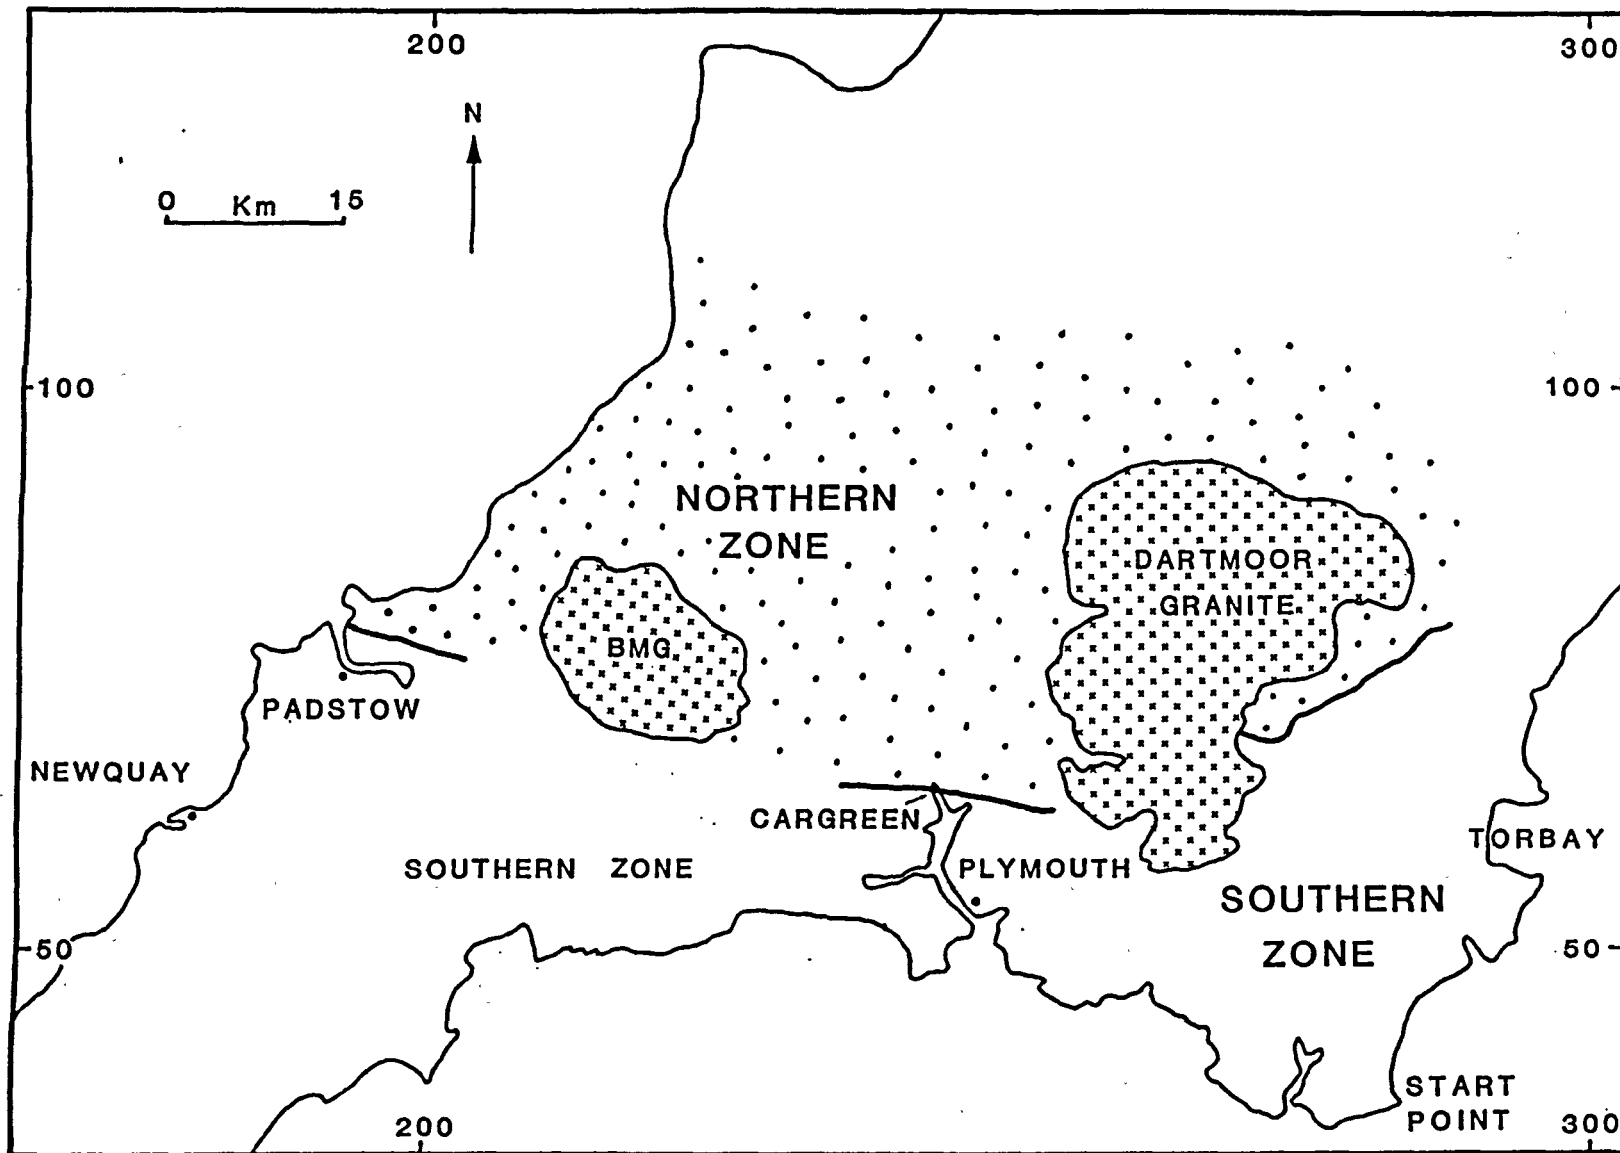 200
300
N
0 Km 15
100
100
NORTHERN
ZONE
DARTMOOR
GRANITE
BMG
PADSTOW
NEWQUAY
CARGREEN
TORBAY
SOUTHERN ZONE
PLYMOUTH
SOUTHERN
ZONE
50
50
START
POINT
200
300